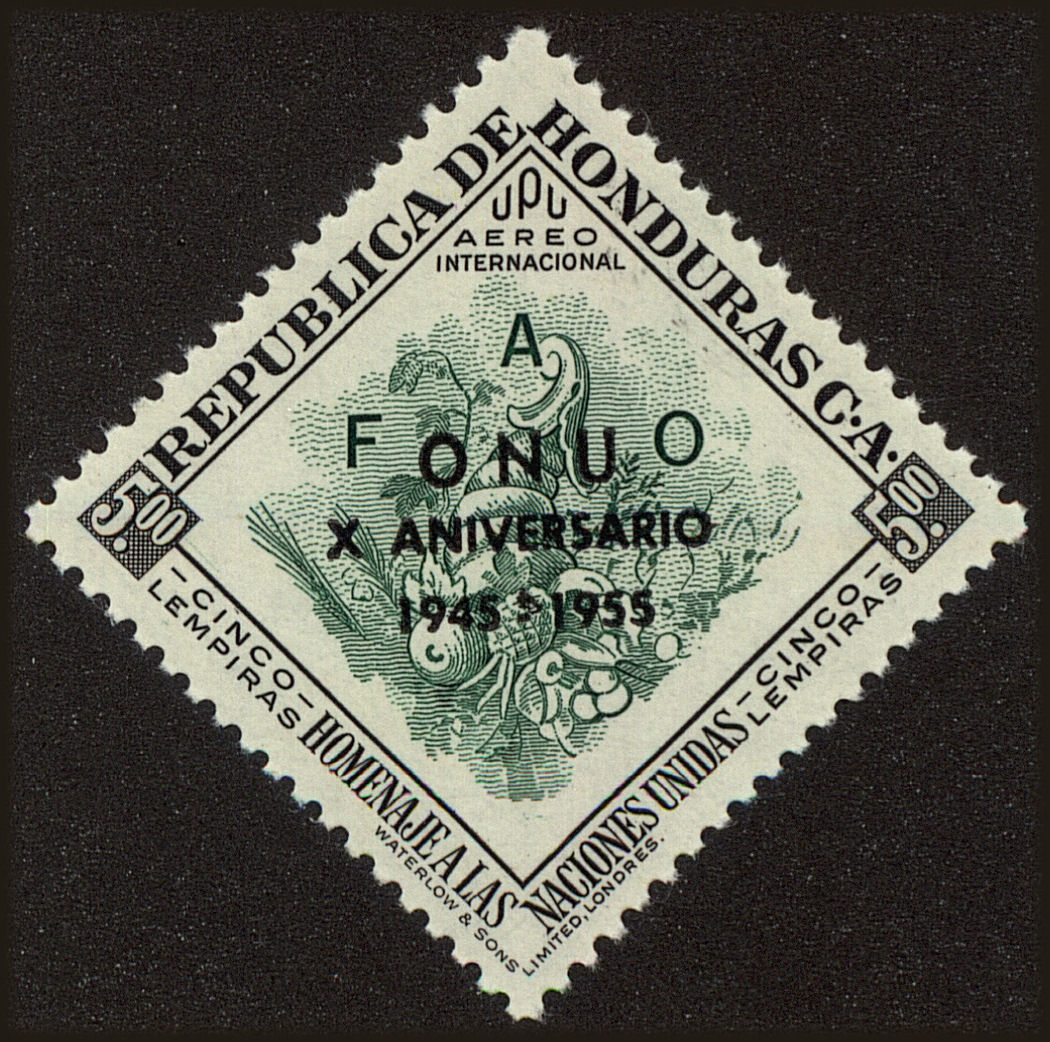 REPUBLICA DE HONDURAS C.A.
UPU
AEREO
INTERNACIONAL
A
F O
ONU
X ANIVERSARIO
1945 1955
5.00 5.00
-CINCO-
LEMPIRAS
-CINCO-
LEMPIRAS
HOMENAJE A LAS NACIONES UNIDAS
WATERLOW & SONS LIMITED, LONDRES.